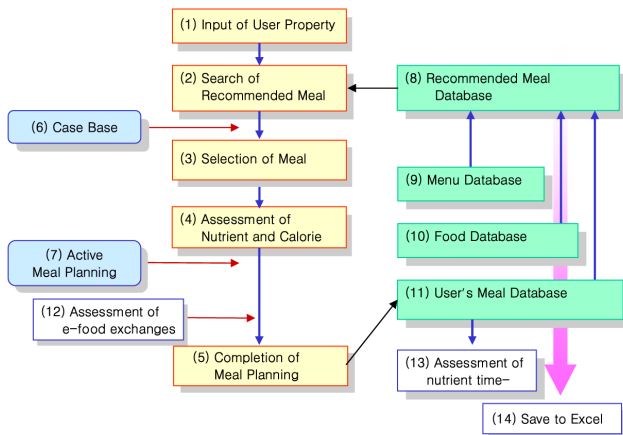 (1) Input of User Property
(2) Search of
Recommended Meal
(8) Recommended Meal
Database
(6) Case Base
(3) Selection of Meal
(9) Menu Database
(4) Assessment of
Nutrient and Calorie
(10) Food Database
(7) Active
Meal Planning
(11) User's Meal Database
(12) Assessment of
e-food exchanges
(5) Completion of
Meal Planning
(13) Assessment of
nutrient time-
(14) Save to Excel